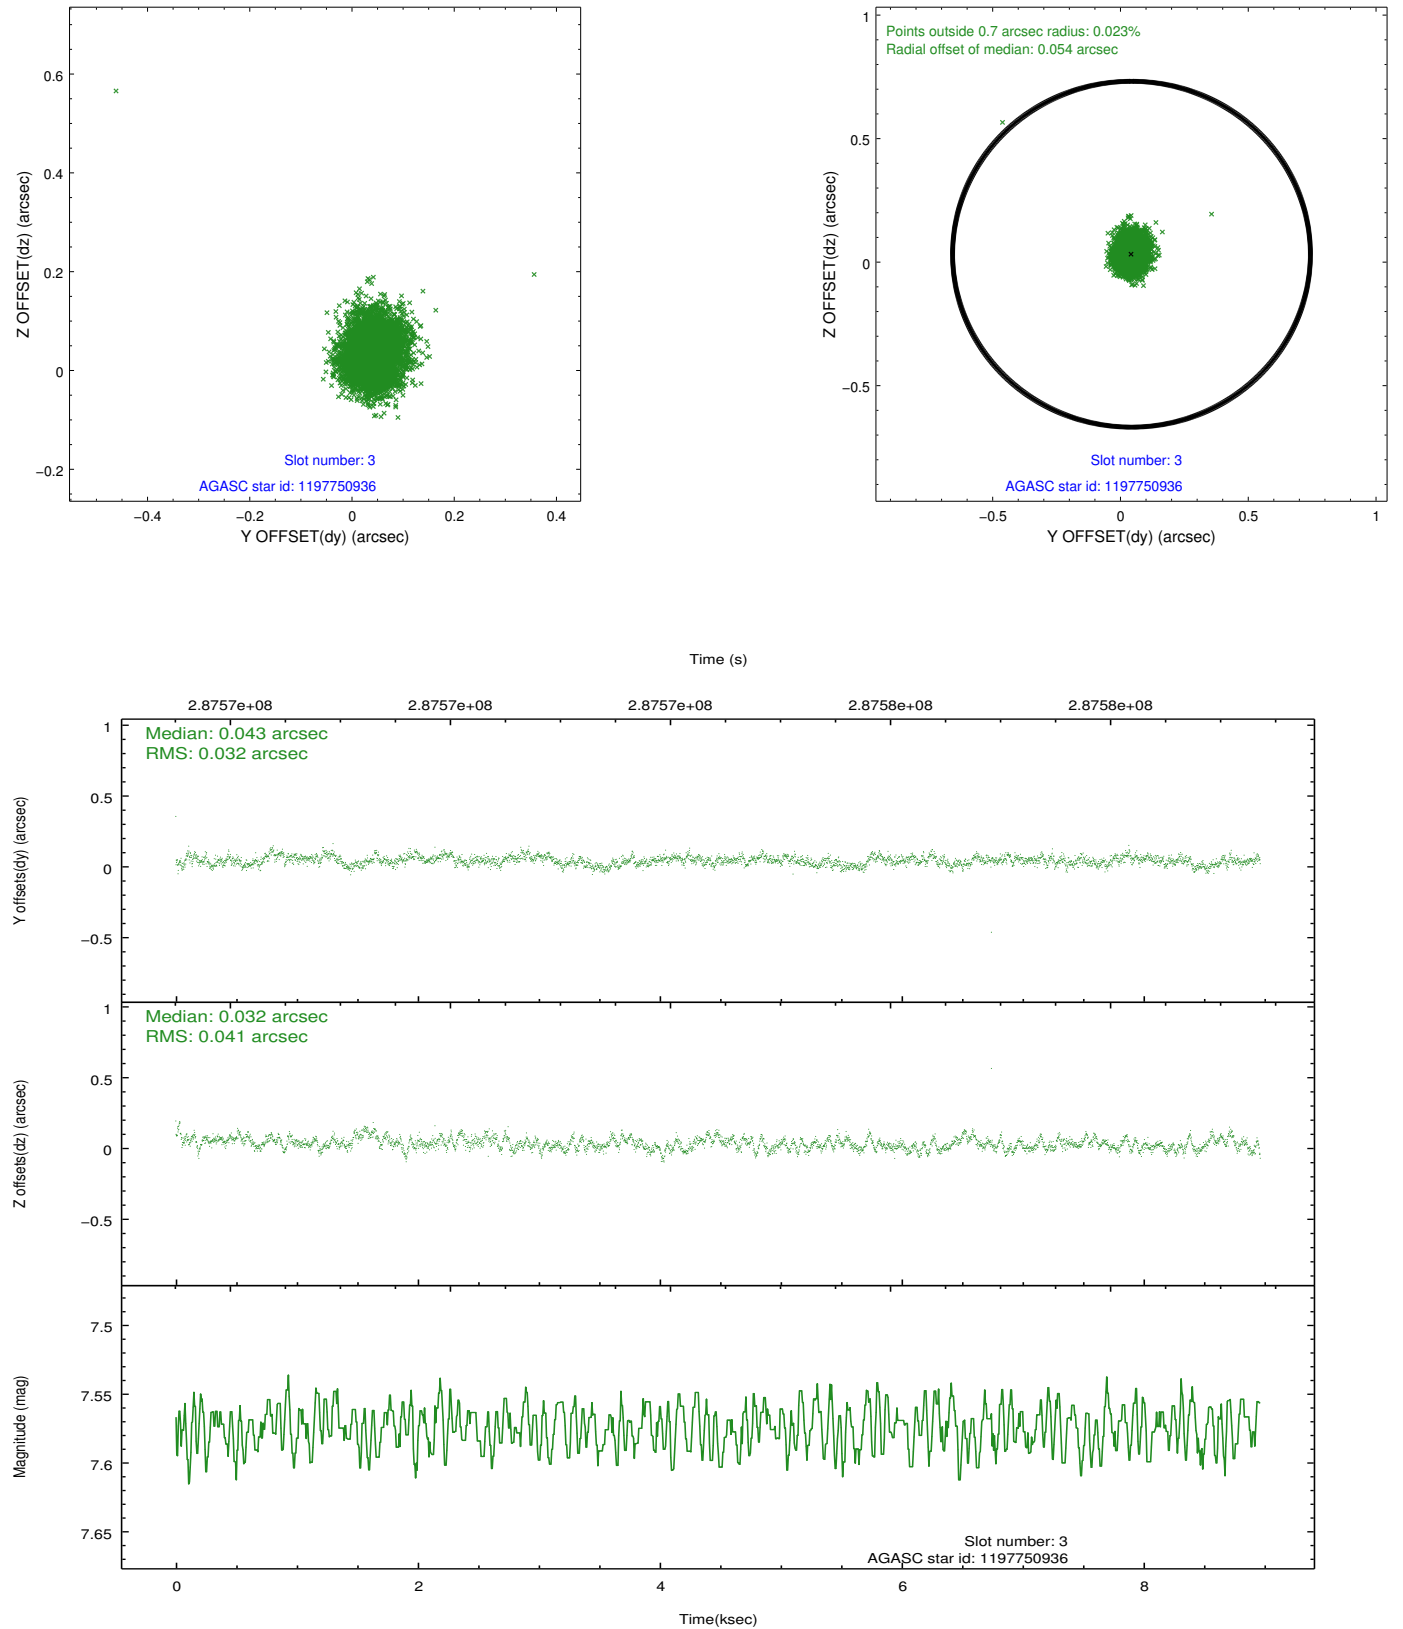 0.6
0.4
0.2
0
−0.2
−0.4
−0.2
0
0.2
0.4
Z OFFSET(dz) (arcsec)
Y OFFSET(dy) (arcsec)
Slot number: 3
AGASC star id: 1197750936
Points outside 0.7 arcsec radius: 0.023%
Radial offset of median: 0.054 arcsec
1
0.5
0
−0.5
−0.5
0
0.5
1
Z OFFSET(dz) (arcsec)
Y OFFSET(dy) (arcsec)
Slot number: 3
AGASC star id: 1197750936
Time (s)
2.8757e+08 2.8757e+08 2.8757e+08 2.8758e+08 2.8758e+08
Median: 0.043 arcsec
RMS: 0.032 arcsec
1
0.5
0
−0.5
Y offsets(dy) (arcsec)
Median: 0.032 arcsec
RMS: 0.041 arcsec
1
0.5
0
−0.5
Z offsets(dz) (arcsec)
7.5
7.55
7.6
7.65
Magnitude (mag)
Slot number: 3
AGASC star id: 1197750936
0 2 4 6 8
Time(ksec)